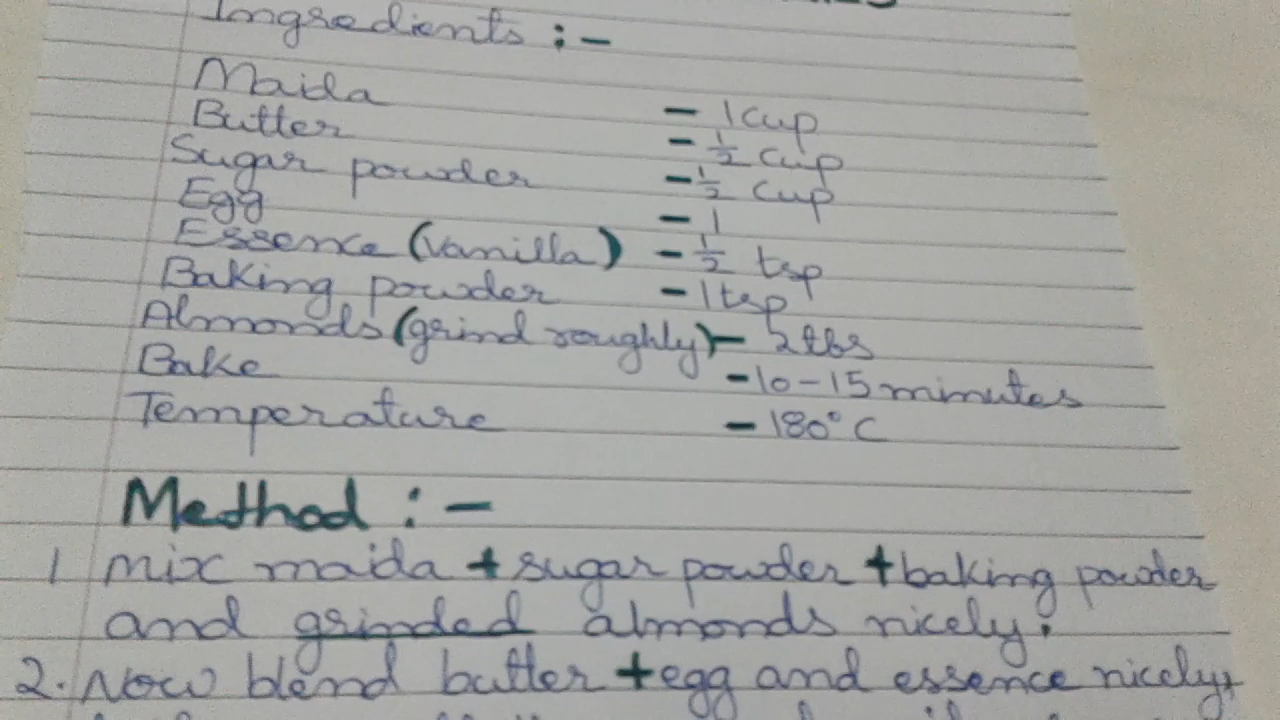 Ingredients :-
Maida - 1 cup
Butter - 1/2 cup
Sugar powder - 1/2 cup
Egg - 1
Essence (vanilla) - 1/2 tsp
Baking powder - 1 tsp
Almonds (grind roughly) - 2 tbs
Bake - 10-15 minutes
Temperature - 180°C
Method :-
1 mix maida + sugar powder + baking powder
and grinded almonds nicely.
2. Now blend butter + egg and essence nicely,